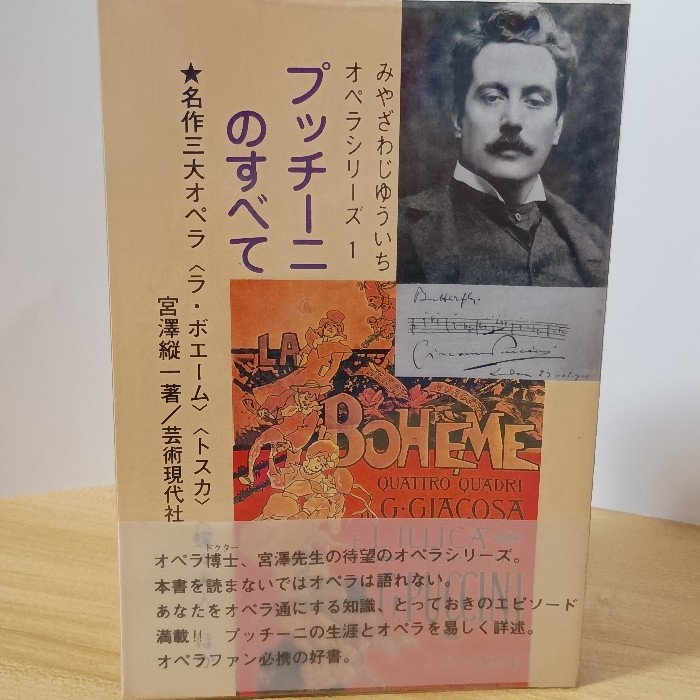 みやざわじゆういち
オペラシリーズ 1
プッチーニ
のすべて
★名作三大オペラ〈ラ・ボエーム〉〈トスカ〉
宮澤縦一著/芸術現代社
Butterfly.
Giacomo Puccini
LA
BOHEME
QUATTRO QUADRI
G. GIACOSA
L. ILLICA
PUCCINI
ドクター
オペラ博士、宮澤先生の待望のオペラシリーズ。
本書を読まないではオペラは語れない。
あなたをオペラ通にする知識、とっておきのエピソード
満載!! プッチーニの生涯とオペラを易しく詳述。
オペラファン必携の好書。